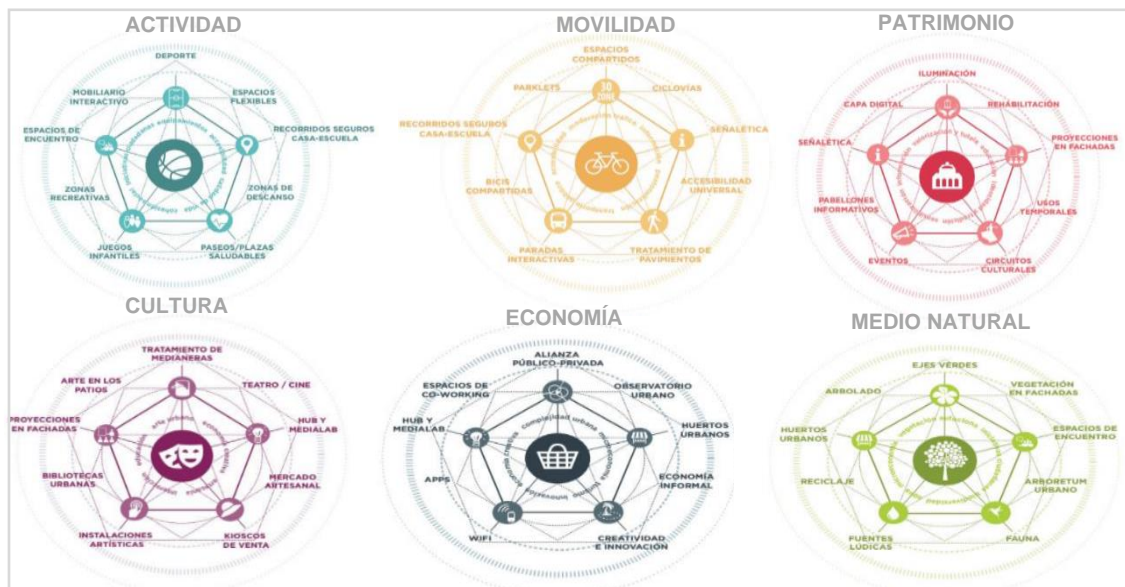 ACTIVIDAD
DEPORTE
MOBILIARIO
INTERACTIVO
ESPACIOS
FLEXIBLES
ESPACIOS DE
ENCUENTRO
RECORRIDOS SEGUROS
CASA-ESCUELA
ZONAS
RECREATIVAS
ZONAS DE
DESCANSO
JUEGOS
INFANTILES
PASEOS/PLAZAS
SALUDABLES
MOVILIDAD
ESPACIOS
COMPARTIDOS
PARKLETS
30
CICLOVÍAS
RECORRIDOS SEGUROS
CASA-ESCUELA
SEÑALÉTICA
BICIS
COMPARTIDAS
ACCESIBILIDAD
UNIVERSAL
PARADAS
INTERACTIVAS
TRATAMIENTO DE
PAVIMENTOS
PATRIMONIO
ILUMINACIÓN
CAPA DIGITAL
REHABILITACIÓN
SEÑALÉTICA
PROYECCIONES
EN FACHADAS
PABELLONES
INFORMATIVOS
USOS
TEMPORALES
EVENTOS
CIRCUITOS
CULTURALES
CULTURA
TRATAMIENTO DE
MEDIANERAS
ARTE EN LOS
PATIOS
TEATRO / CINE
PROYECCIONES
EN FACHADAS
HUB Y
MEDIALAB
BIBLIOTECAS
URBANAS
MERCADO
ARTESANAL
INSTALACIONES
ARTÍSTICAS
KIOSCOS
DE VENTA
ECONOMÍA
ALIANZA
PÚBLICO-PRIVADA
ESPACIOS DE
CO-WORKING
OBSERVATORIO
URBANO
HUB Y
MEDIALAB
HUERTOS
URBANOS
APPS
ECONOMÍA
INFORMAL
WIFI
CREATIVIDAD
E INNOVACIÓN
MEDIO NATURAL
EJES VERDES
ARBOLADO
VEGETACIÓN
EN FACHADAS
HUERTOS
URBANOS
ESPACIOS DE
ENCUENTRO
RECICLAJE
ARBORETUM
URBANO
FUENTES
LÚDICAS
FAUNA